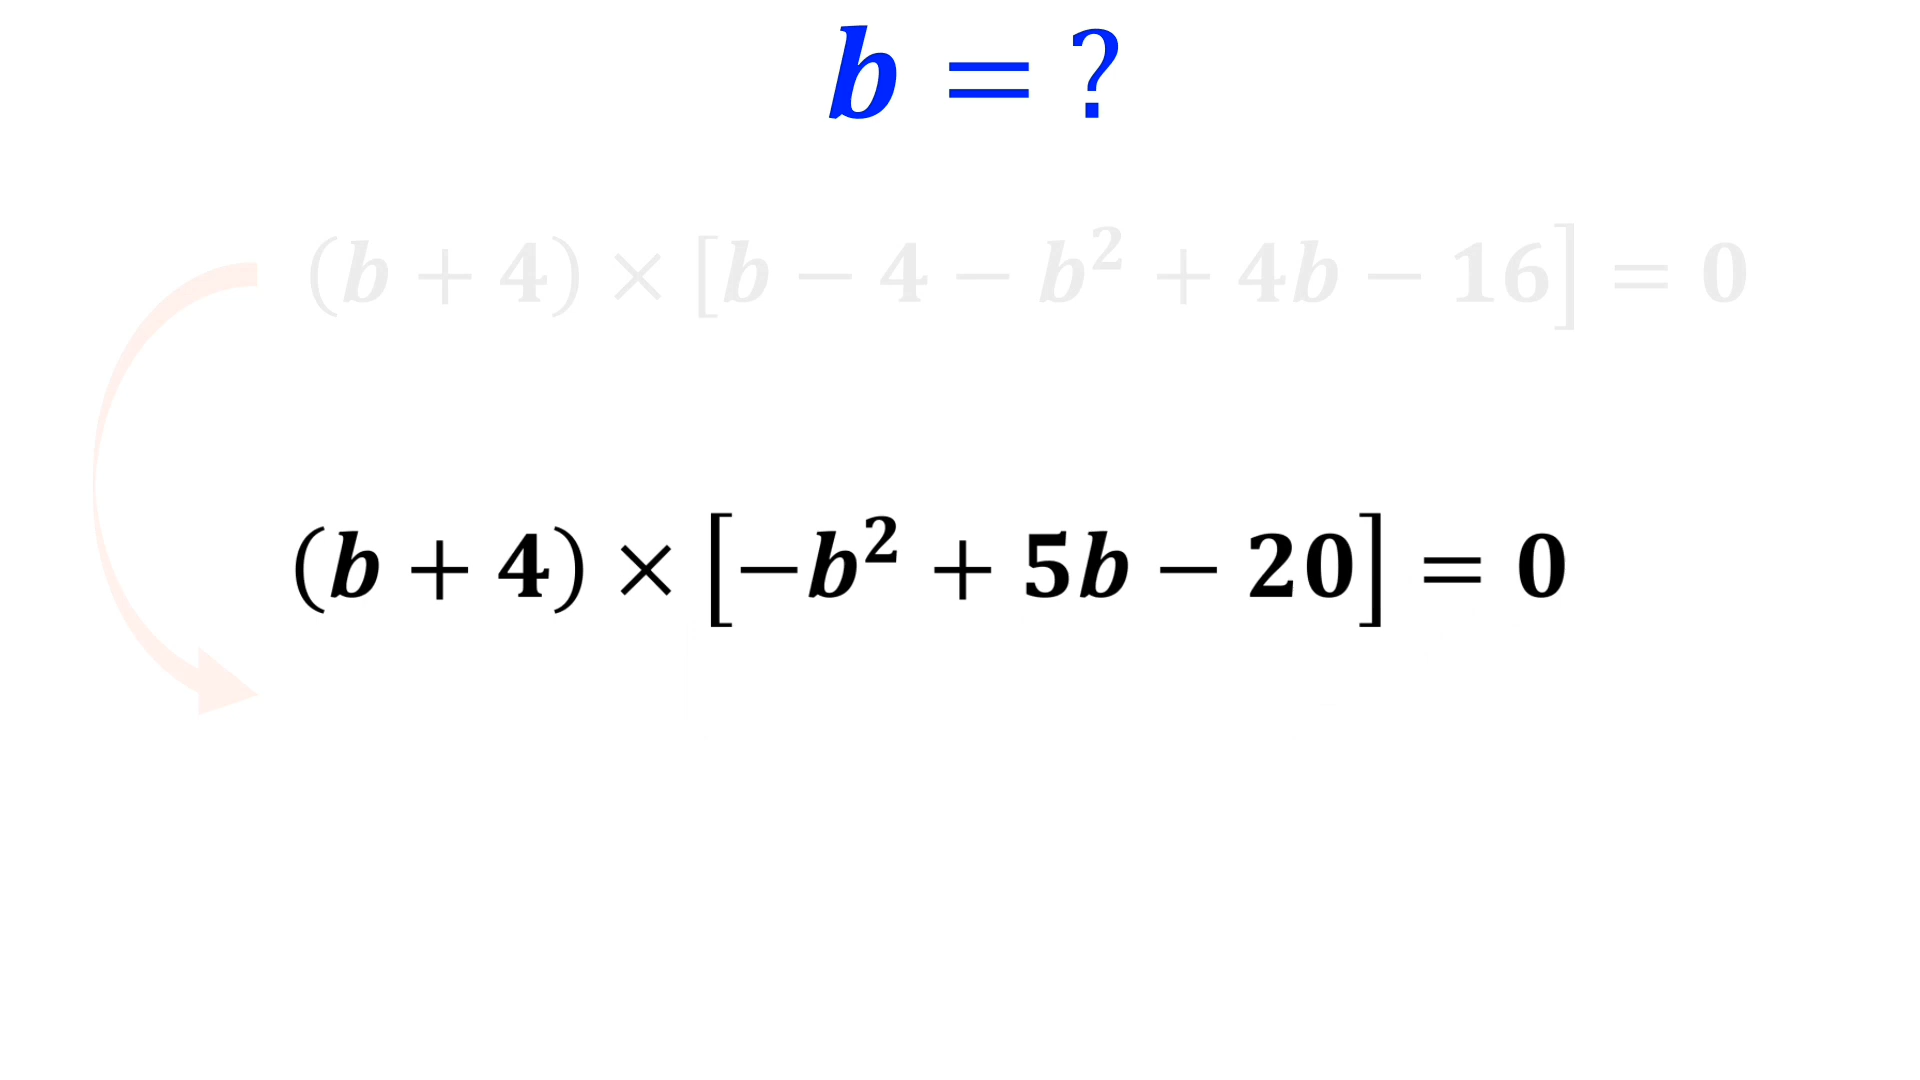 b = ?
(b + 4) × [b − 4 − b² + 4b − 16] = 0
(b + 4) × [−b² + 5b − 20] = 0